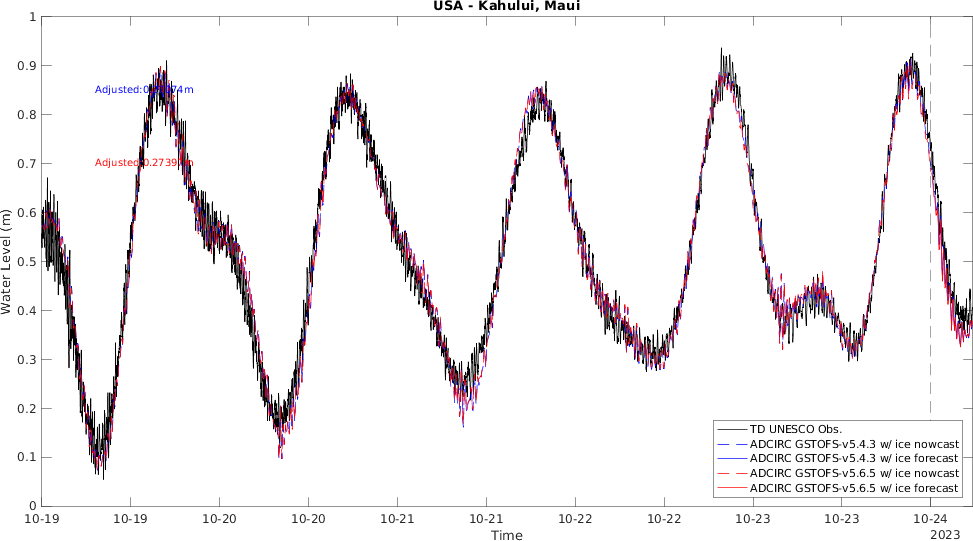 USA - Kahului, Maui
1
0.9
0.8
0.7
0.6
0.5
0.4
0.3
0.2
0.1
0
Water Level (m)
Adjusted:
Adjusted:
10-19
10-19
10-20
10-20
10-21
10-21
10-22
10-22
10-23
10-23
10-24
2023
Time
TD UNESCO Obs.
ADCIRC GSTOFS-v5.4.3 w/ ice nowcast
ADCIRC GSTOFS-v5.4.3 w/ ice forecast
ADCIRC GSTOFS-v5.6.5 w/ ice nowcast
ADCIRC GSTOFS-v5.6.5 w/ ice forecast